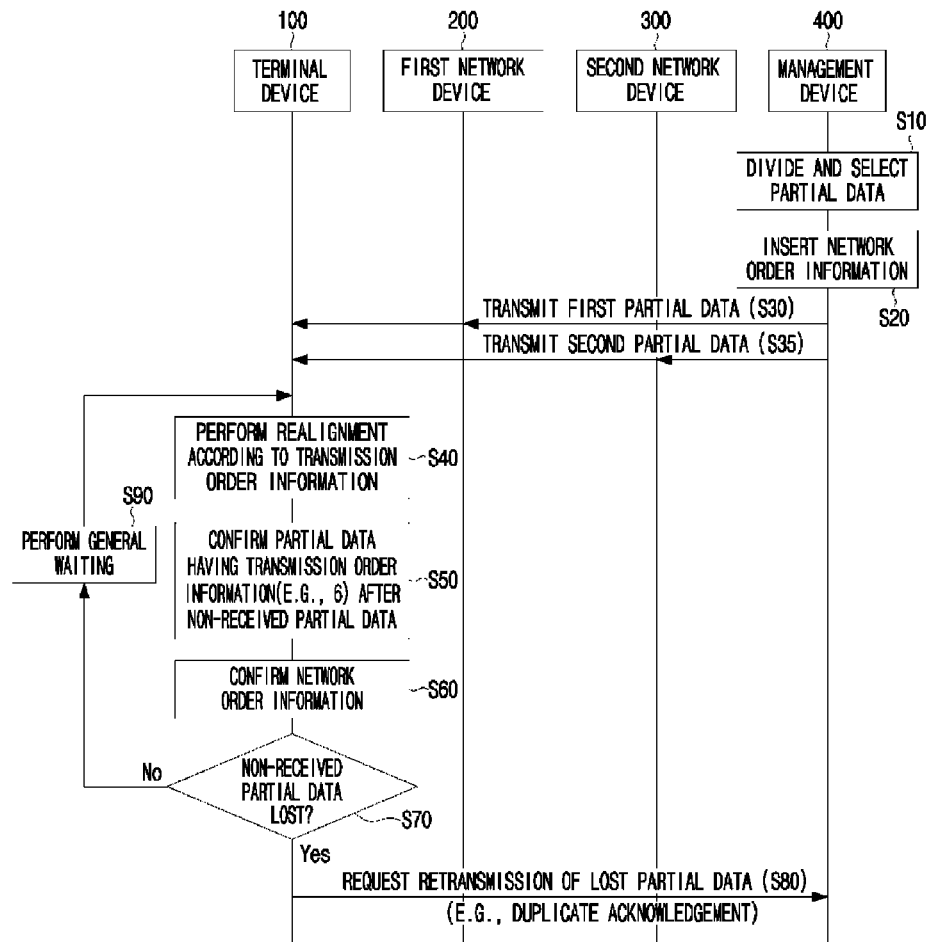 100
200
300
400
TERMINAL
DEVICE
FIRST NETWORK
DEVICE
SECOND NETWORK
DEVICE
MANAGEMENT
DEVICE
S10
DIVIDE AND SELECT
PARTIAL DATA
INSERT NETWORK
ORDER INFORMATION
S20
TRANSMIT FIRST PARTIAL DATA (S30)
TRANSMIT SECOND PARTIAL DATA (S35)
PERFORM REALIGNMENT
ACCORDING TO TRANSMISSION
ORDER INFORMATION
S40
S90
PERFORM GENERAL
WAITING
CONFIRM PARTIAL DATA
HAVING TRANSMISSION ORDER
INFORMATION(E.G., 6) AFTER
NON-RECEIVED PARTIAL DATA
S50
CONFIRM NETWORK
ORDER INFORMATION
S60
No
NON-RECEIVED
PARTIAL DATA
LOST?
S70
Yes
REQUEST RETRANSMISSION OF LOST PARTIAL DATA (S80)
(E.G., DUPLICATE ACKNOWLEDGEMENT)